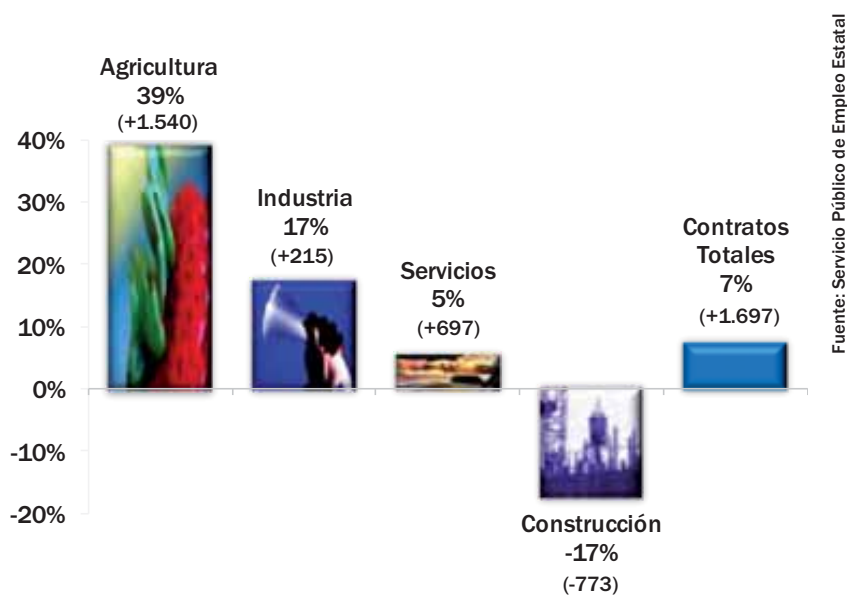 Agricultura
39%
(+1.540)
Industria
17%
(+215)
Servicios
5%
(+697)
Contratos
Totales
7%
(+1.697)
Construcción
-17%
(-773)
40%
30%
20%
10%
0%
-10%
-20%
Fuente: Servicio Público de Empleo Estatal